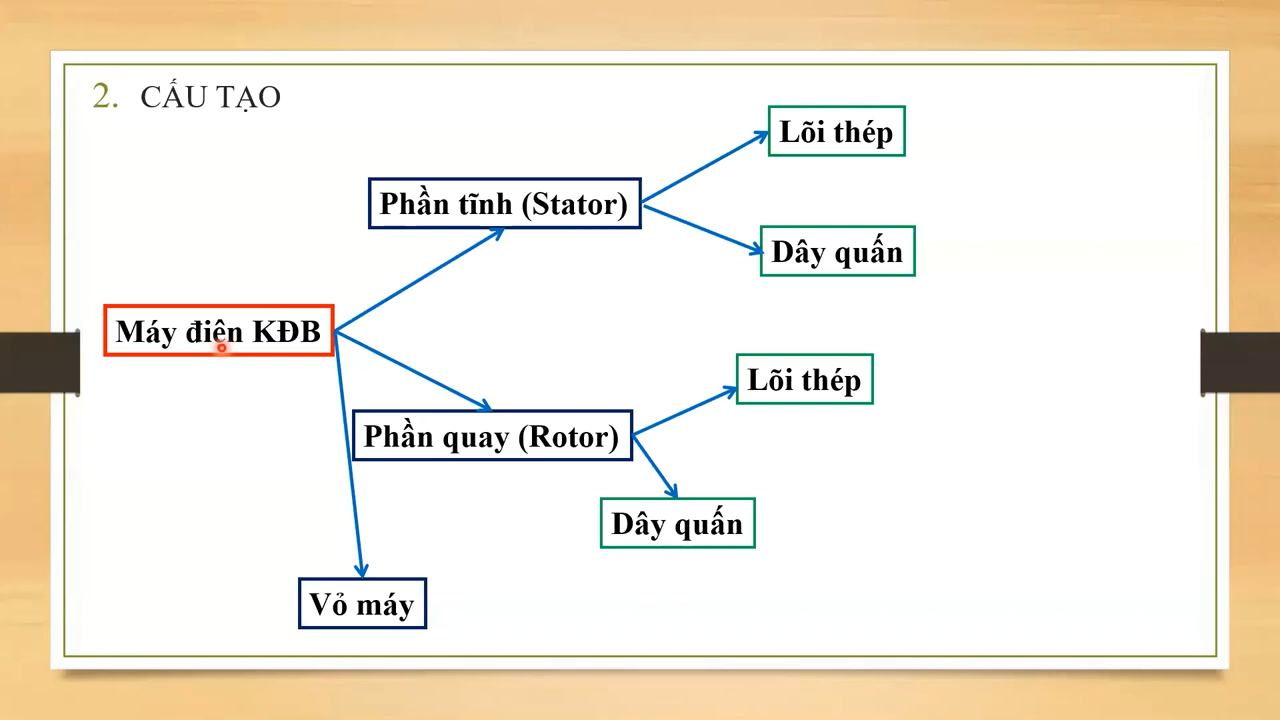 2. CẤU TẠO
Lõi thép
Phần tĩnh (Stator)
Dây quấn
Máy điện KĐB
Lõi thép
Phần quay (Rotor)
Dây quấn
Vỏ máy